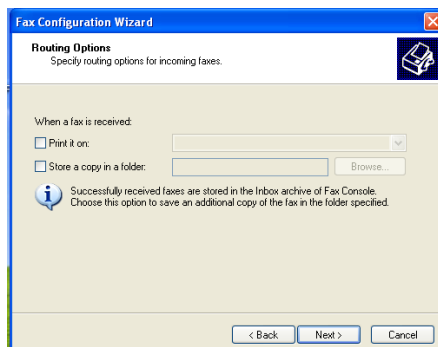 Fax Configuration Wizard
Routing Options
Specify routing options for incoming faxes.
When a fax is received:
Print it on:
Store a copy in a folder:
Browse...
Successfully received faxes are stored in the Inbox archive of Fax Console.
Choose this option to save an additional copy of the fax in the folder specified.
< Back
Next >
Cancel